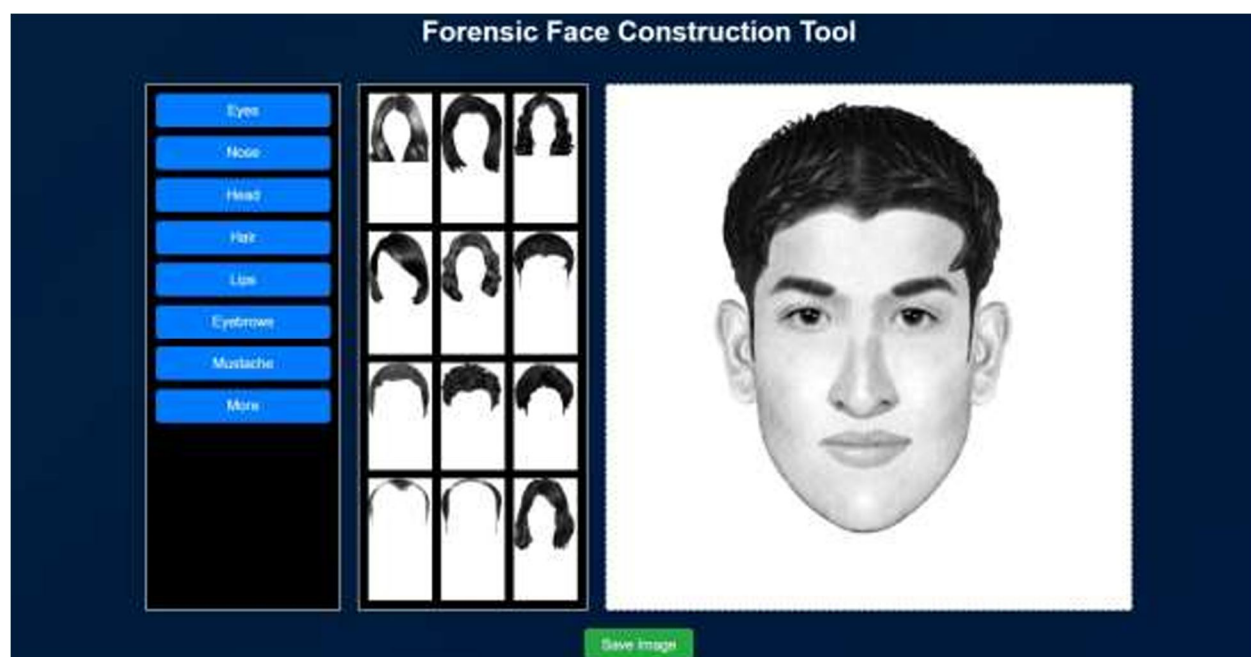 Forensic Face Construction Tool
Eyes
Nose
Head
Hair
Lips
Eyebrows
Mustache
More
Save Image